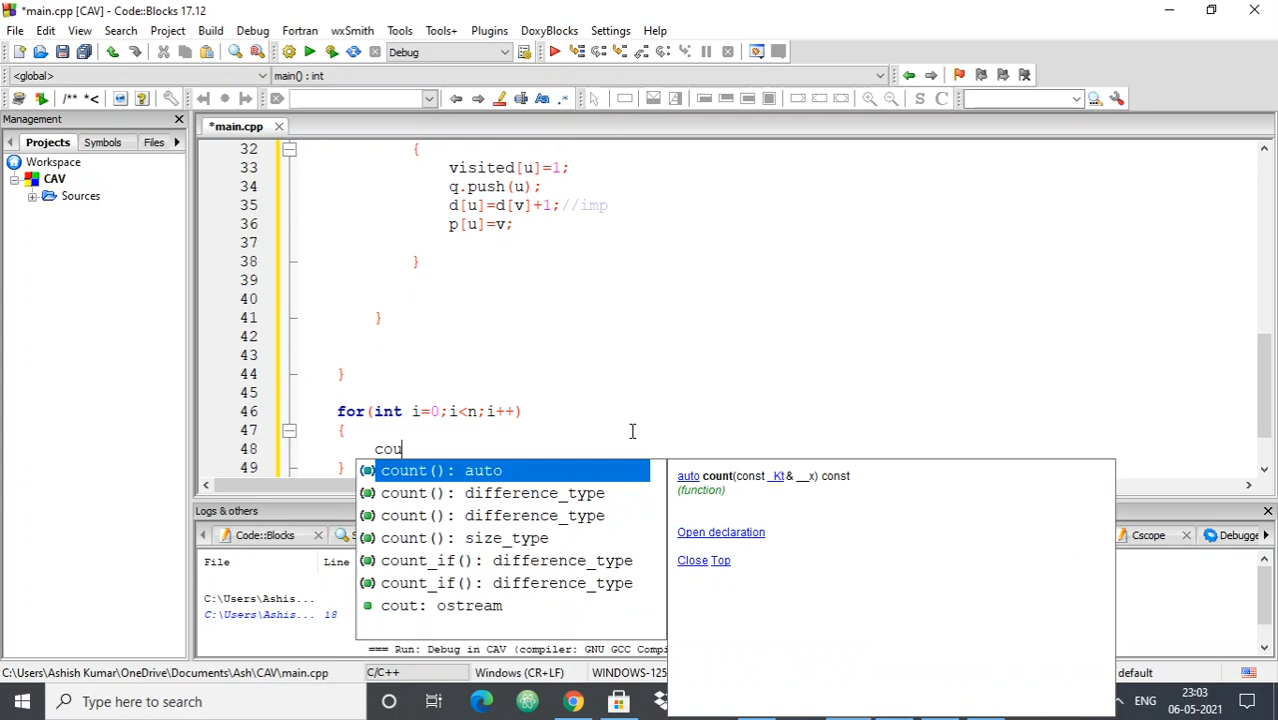 *main.cpp [CAV] - Code::Blocks 17.12
File Edit View Search Project Build Debug Fortran wxSmith Tools Tools+ Plugins DoxyBlocks Settings Help
Debug
<global> main() : int
/** *<
S C
Management
Projects Symbols Files
Workspace
CAV
Sources
*main.cpp
32 {
33 visited[u]=1;
34 q.push(u);
35 d[u]=d[v]+1;//imp
36 p[u]=v;
37
38 }
39
40
41 }
42
43
44 }
45
46 for(int i=0;i<n;i++)
47 {
48 cou
49 }
count(): auto
count(): difference_type
count(): difference_type
count(): size_type
count_if(): difference_type
count_if(): difference_type
cout: ostream
auto count(const _Kt& __x) const
(function)
Open declaration
Close Top
Logs & others
Code::Blocks Cscope Debugge
File Line
C:\Users\Ashis...
C:\Users\Ashis... 18
=== Run: Debug in CAV (compiler: GNU GCC Compi
C:\Users\Ashish Kumar\OneDrive\Documents\Ash\CAV\main.cpp C/C++ Windows (CR+LF) WINDOWS-125 default
Type here to search
ENG
23:03
06-05-2021